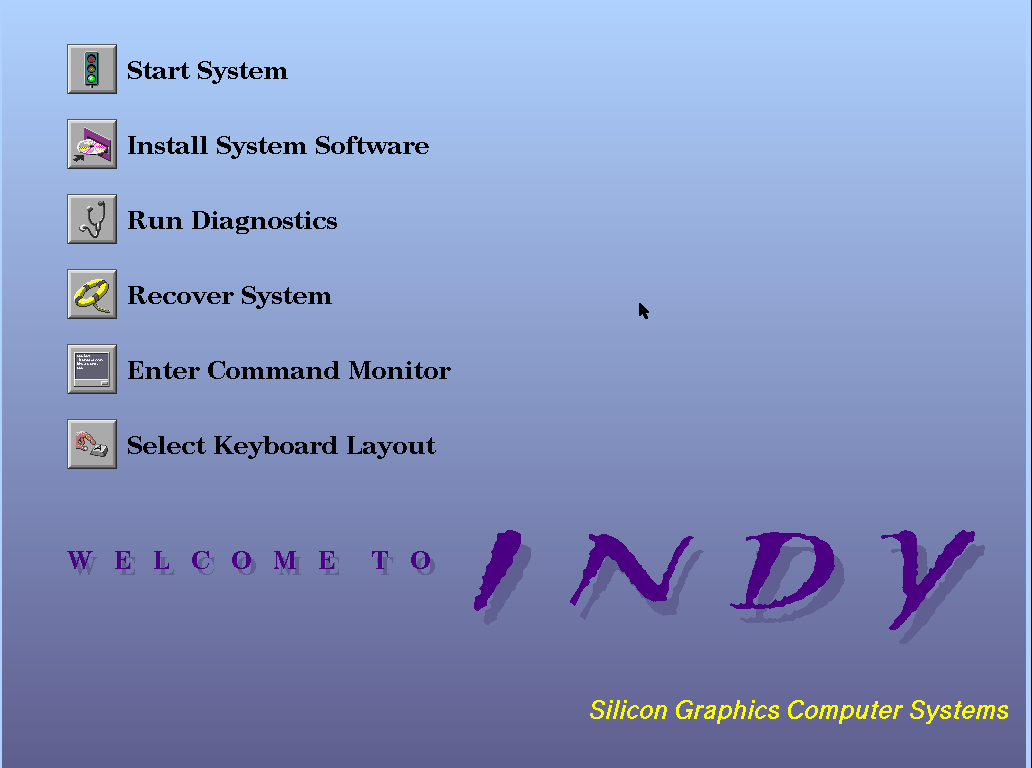 Start System
Install System Software
Run Diagnostics
Recover System
Enter Command Monitor
Select Keyboard Layout
WELCOME TO INDY
Silicon Graphics Computer Systems